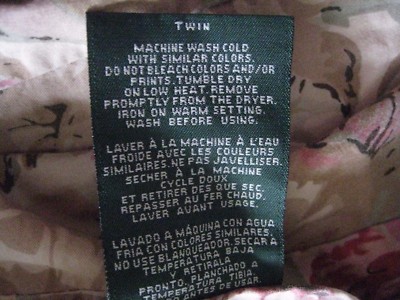 TWIN
MACHINE WASH COLD
WITH SIMILAR COLORS.
DO NOT BLEACH COLORS AND/OR
PRINTS. TUMBLE DRY
ON LOW HEAT. REMOVE
PROMPTLY FROM THE DRYER.
IRON ON WARM SETTING.
WASH BEFORE USING.
LAVER À LA MACHINE À L'EAU
FROIDE AVEC LES COULEURS
SIMILAIRES. NE PAS JAVELLISER.
SECHER À LA MACHINE
CYCLE DOUX
ET RETIRER DES QUE SEC.
REPASSER AU FER CHAUD.
LAVER AVANT USAGE.
LAVADO A MÁQUINA CON AGUA
FRIA CON COLORES SIMILARES.
NO USE BLANQUEADOR. SECAR A
TEMPERATURA BAJA
Y RETIRALA
PRONTO. PLANCHADO A
TEMPERATURA TIBIA
ANTES DE USAR.